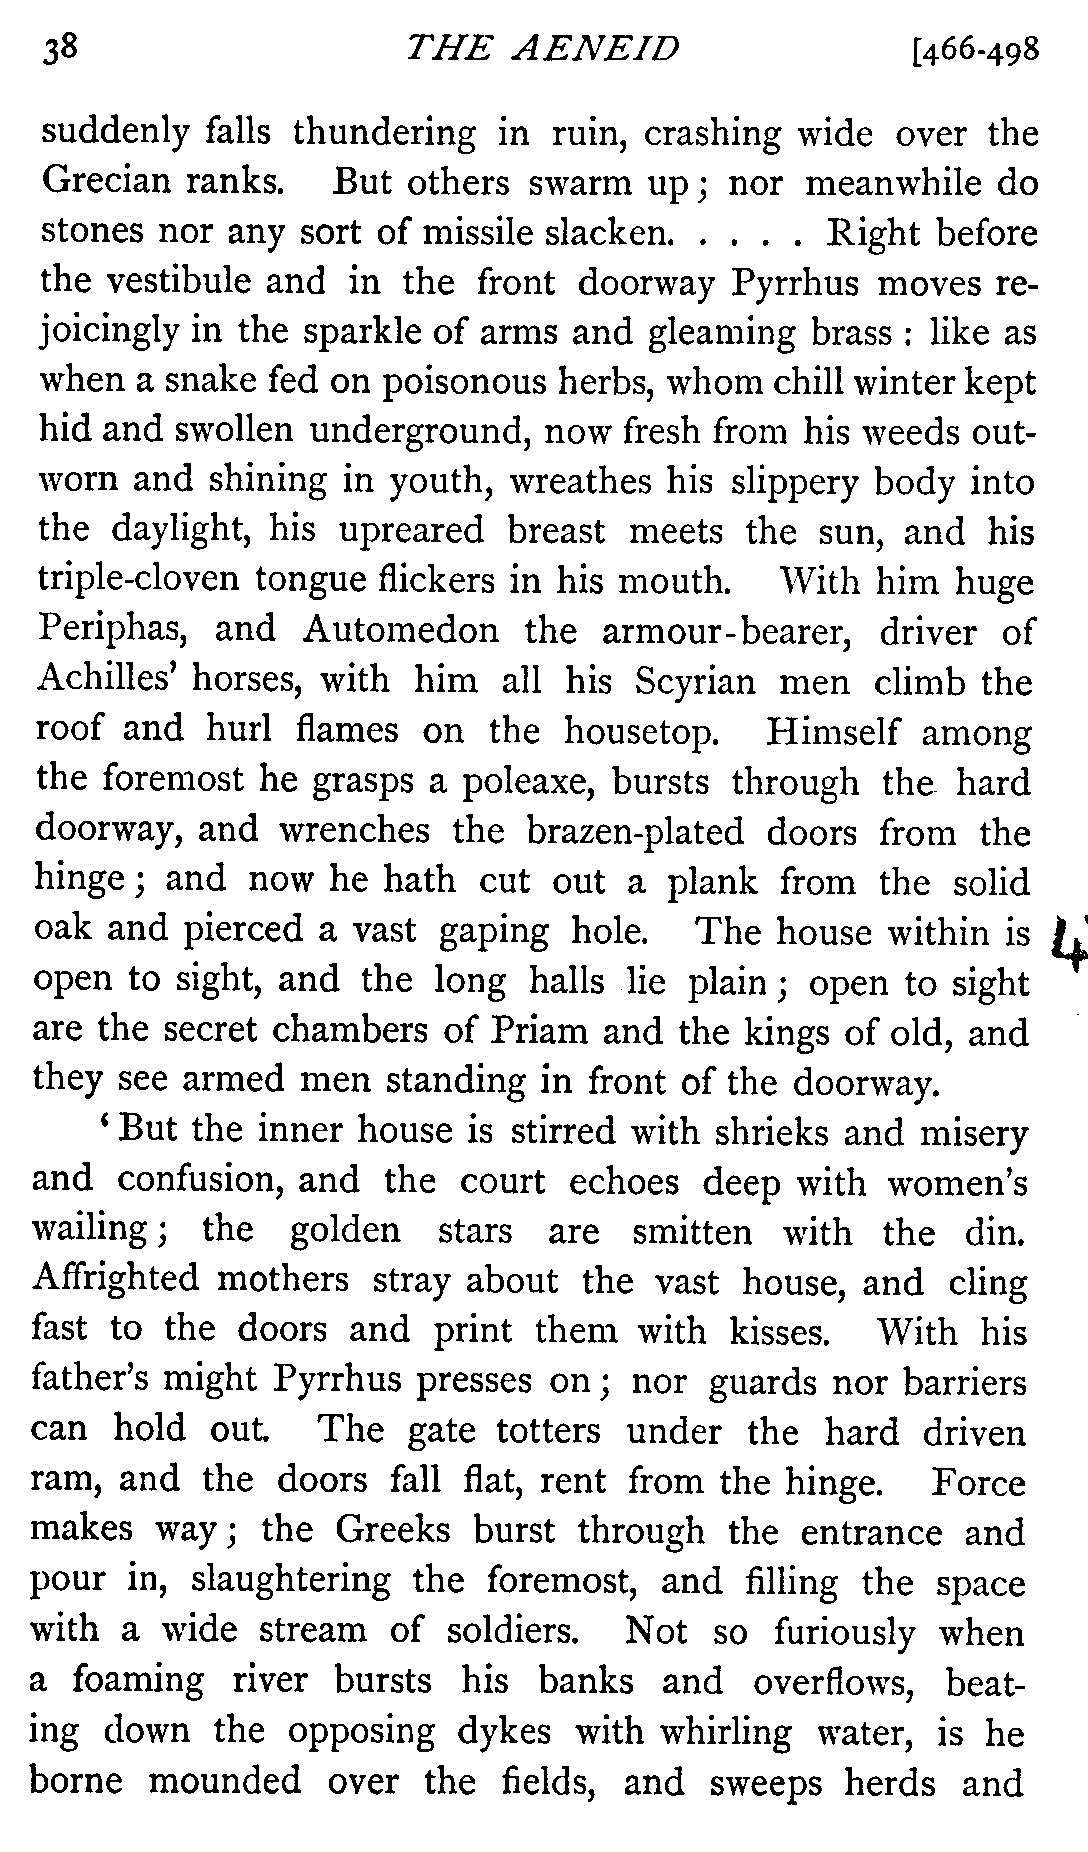 38 THE AENEID [466-498
suddenly falls thundering in ruin, crashing wide over the
Grecian ranks. But others swarm up; nor meanwhile do
stones nor any sort of missile slacken. . . . . Right before
the vestibule and in the front doorway Pyrrhus moves re-
joicingly in the sparkle of arms and gleaming brass: like as
when a snake fed on poisonous herbs, whom chill winter kept
hid and swollen underground, now fresh from his weeds out-
worn and shining in youth, wreathes his slippery body into
the daylight, his upreared breast meets the sun, and his
triple-cloven tongue flickers in his mouth. With him huge
Periphas, and Automedon the armour-bearer, driver of
Achilles' horses, with him all his Scyrian men climb the
roof and hurl flames on the housetop. Himself among
the foremost he grasps a poleaxe, bursts through the hard
doorway, and wrenches the brazen-plated doors from the
hinge; and now he hath cut out a plank from the solid
oak and pierced a vast gaping hole. The house within is 4
open to sight, and the long halls lie plain; open to sight
are the secret chambers of Priam and the kings of old, and
they see armed men standing in front of the doorway.
‘But the inner house is stirred with shrieks and misery
and confusion, and the court echoes deep with women's
wailing; the golden stars are smitten with the din.
Affrighted mothers stray about the vast house, and cling
fast to the doors and print them with kisses. With his
father's might Pyrrhus presses on; nor guards nor barriers
can hold out. The gate totters under the hard driven
ram, and the doors fall flat, rent from the hinge. Force
makes way; the Greeks burst through the entrance and
pour in, slaughtering the foremost, and filling the space
with a wide stream of soldiers. Not so furiously when
a foaming river bursts his banks and overflows, beat-
ing down the opposing dykes with whirling water, is he
borne mounded over the fields, and sweeps herds and